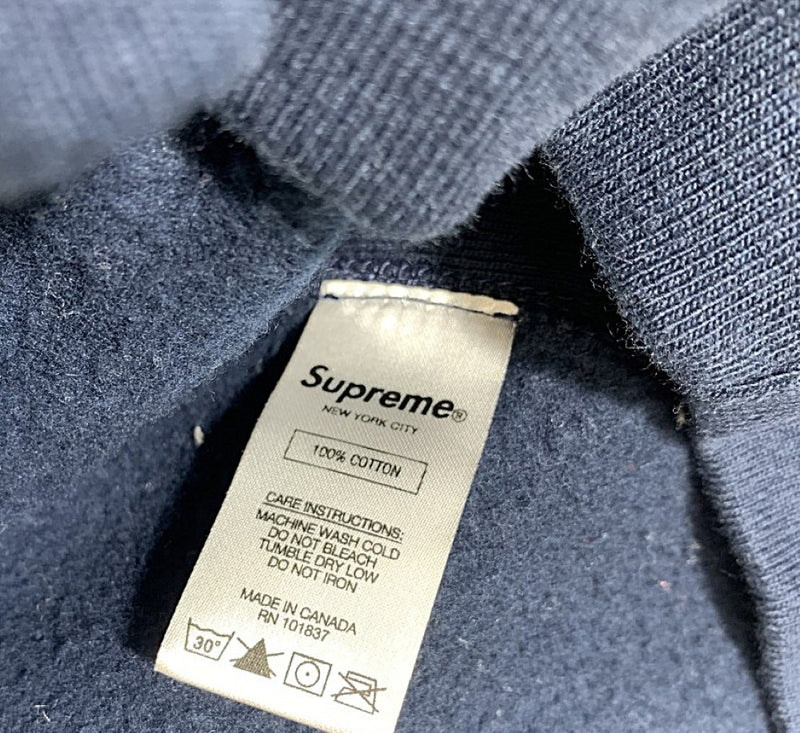 Supreme®
NEW YORK CITY
100% COTTON
CARE INSTRUCTIONS:
MACHINE WASH COLD
DO NOT BLEACH
TUMBLE DRY LOW
DO NOT IRON
MADE IN CANADA
RN 101837
30°